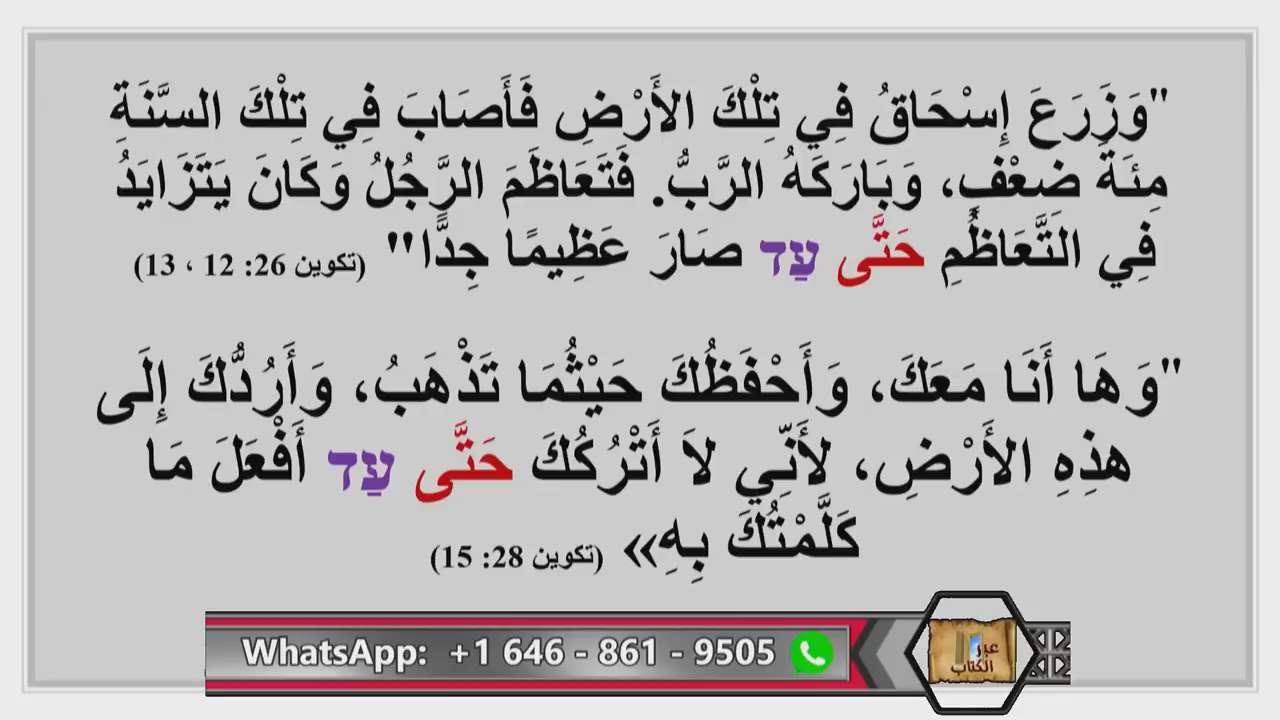 "وَزَرَعَ إِسْحَاقُ فِي تِلْكَ الأَرْضِ فَأَصَابَ فِي تِلْكَ السَّنَةِ
مِئَةَ ضعْفٍ، وَبَارَكَهُ الرَّبُّ. فَتَعَاظَمَ الرَّجُلُ وَكَانَ يَتَزَايَدُ
فِي التَّعَاظُمِ حَتَّى עַד صَارَ عَظِيمًا جِدًّا" (تكوين 26: 12 ، 13)
"وَهَا أَنَا مَعَكَ، وَأَحْفَظُكَ حَيْثُمَا تَذْهَبُ، وَأَرُدُّكَ إِلَى
هذِهِ الأَرْضِ، لأَنِّي لاَ أَتْرُكُكَ حَتَّى עַד أَفْعَلَ مَا
كَلَّمْتُكَ بِهِ» (تكوين 28: 15)
WhatsApp: +1 646 - 861 - 9505
عبر
الكتاب